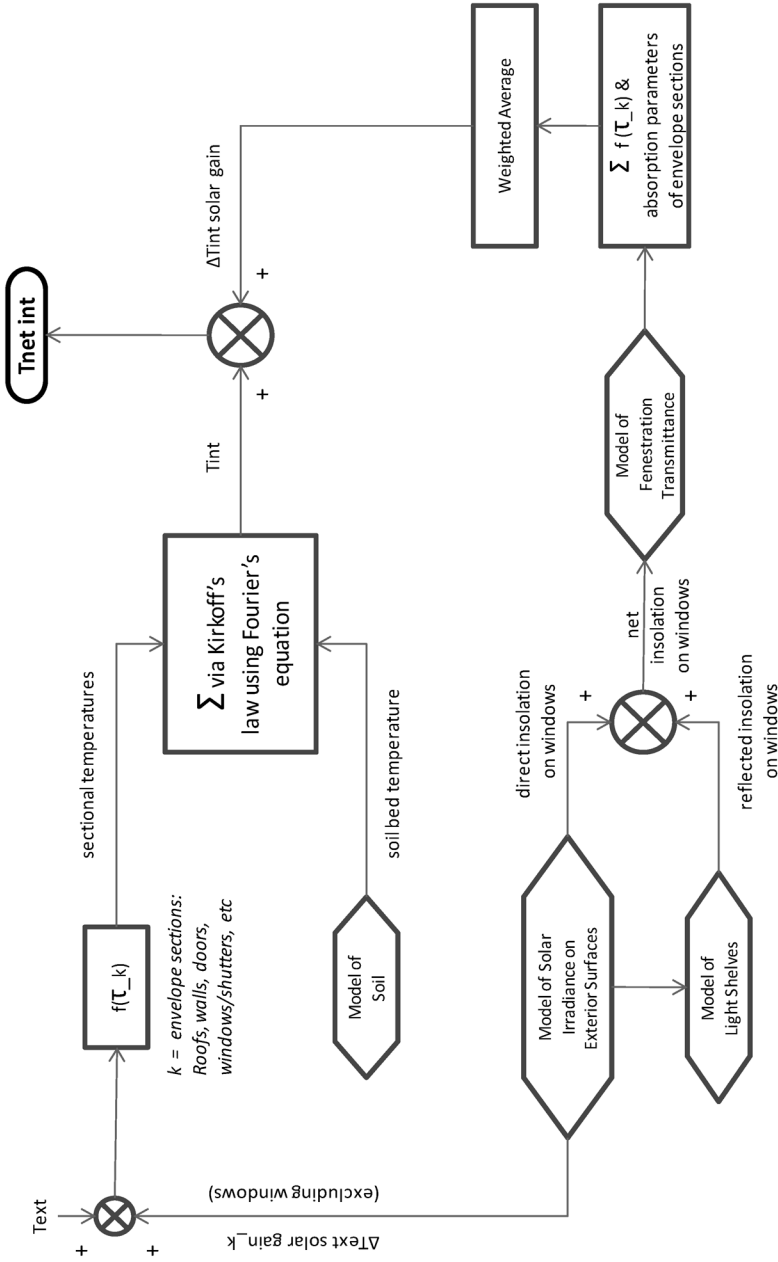 Text
+
+
ΔText solar gain_k
(excluding windows)
f(τ_k)
k = envelope sections:
Roofs, walls, doors,
windows/shutters, etc
sectional temperatures
Model of
Soil
soil bed temperature
Σ via Kirkoff's
law using Fourier's
equation
Tint
+
+
ΔTint solar gain
Tnet int
Model of Solar
Irradiance on
Exterior Surfaces
Model of
Light Shelves
direct insolation
on windows
reflected insolation
on windows
+
+
net
insolation
on windows
Model of
Fenestration
Transmittance
Σ f (τ_k) &
absorption parameters
of envelope sections
Weighted Average